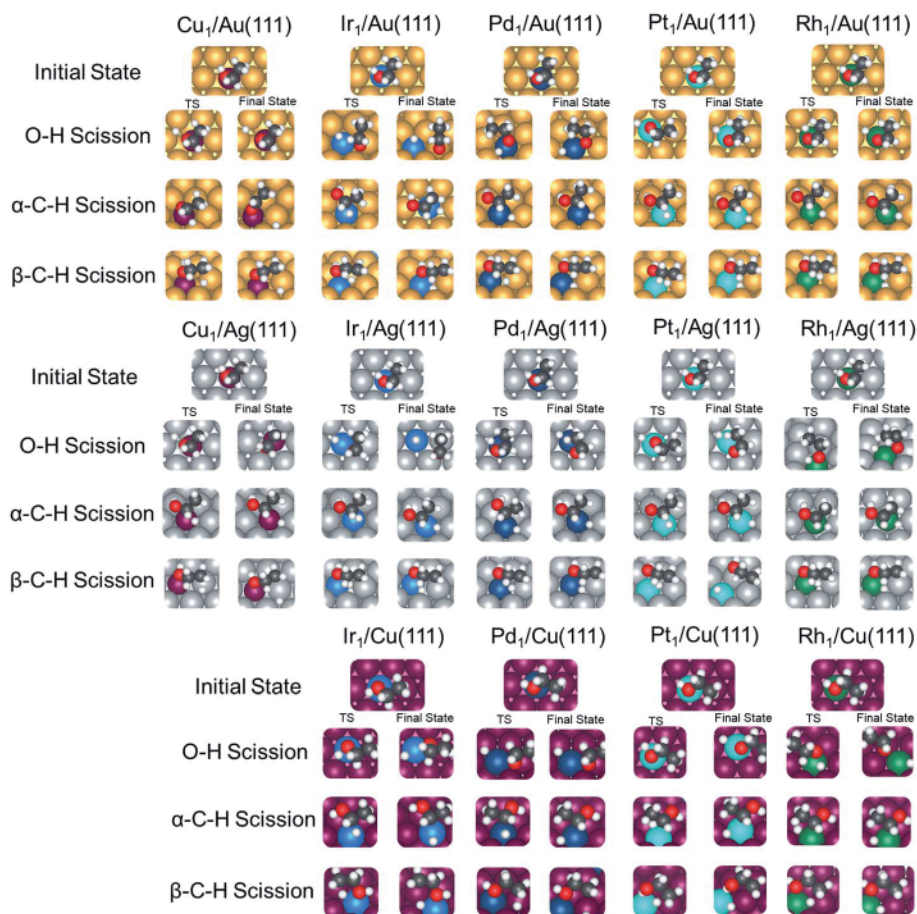 Cu₁/Au(111) Ir₁/Au(111) Pd₁/Au(111) Pt₁/Au(111) Rh₁/Au(111)
Initial State
TS Final State TS Final State TS Final State TS Final State TS Final State
O-H Scission
α-C-H Scission
β-C-H Scission
Cu₁/Ag(111) Ir₁/Ag(111) Pd₁/Ag(111) Pt₁/Ag(111) Rh₁/Ag(111)
Initial State
TS Final State TS Final State TS Final State TS Final State TS Final State
O-H Scission
α-C-H Scission
β-C-H Scission
Ir₁/Cu(111) Pd₁/Cu(111) Pt₁/Cu(111) Rh₁/Cu(111)
Initial State
TS Final State TS Final State TS Final State TS Final State
O-H Scission
α-C-H Scission
β-C-H Scission